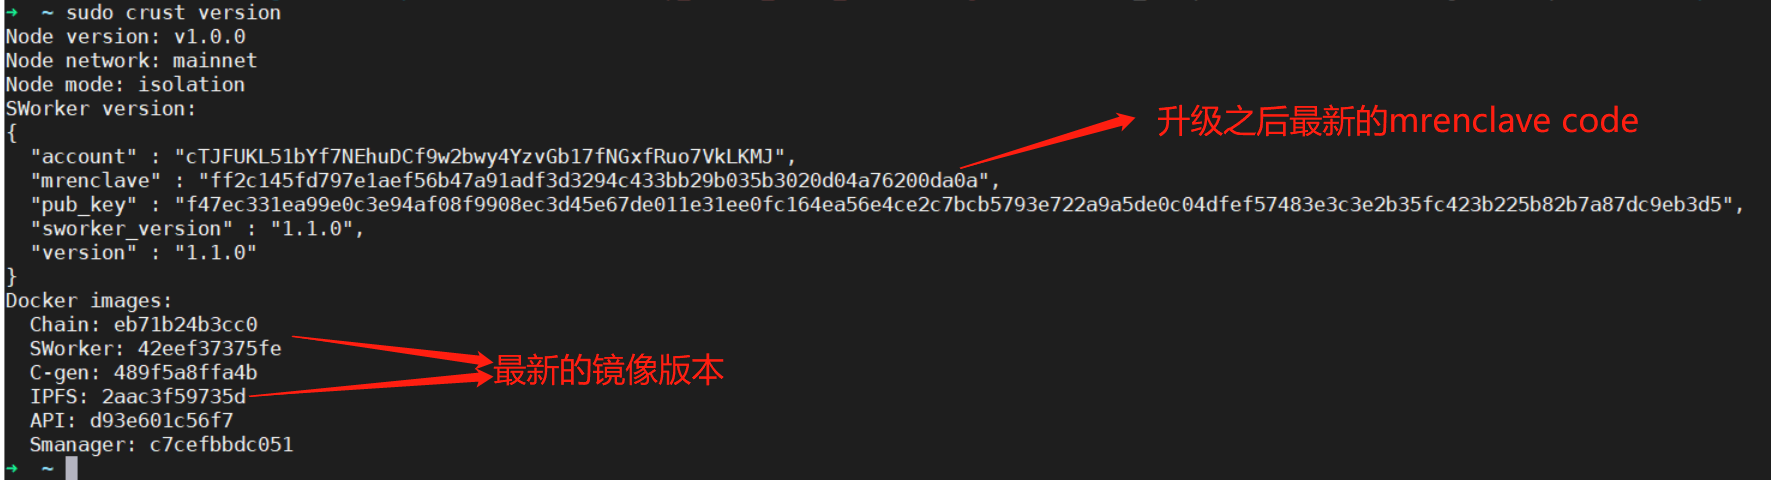 ➜ ~ sudo crust version
Node version: v1.0.0
Node network: mainnet
Node mode: isolation
SWorker version:
{
"account" : "cTJFUKL51bYf7NEhuDCf9w2bwy4YzvGb17fNGxfRuo7VkLKMJ",
升级之后最新的mrenclave code
"mrenclave" : "ff2c145fd797e1aef56b47a91adf3d3294c433bb29b035b3020d04a76200da0a",
"pub_key" : "f47ec331ea99e0c3e94af08f9908ec3d45e67de011e31ee0fc164ea56e4ce2c7bcb5793e722a9a5de0c04dfef57483e3c3e2b35fc423b225b82b7a87dc9eb3d5",
"sworker_version" : "1.1.0",
"version" : "1.1.0"
}
Docker images:
Chain: eb71b24b3cc0
SWorker: 42eef37375fe
最新的镜像版本
C-gen: 489f5a8ffa4b
IPFS: 2aac3f59735d
API: d93e601c56f7
Smanager: c7cefbbdc051
➜ ~